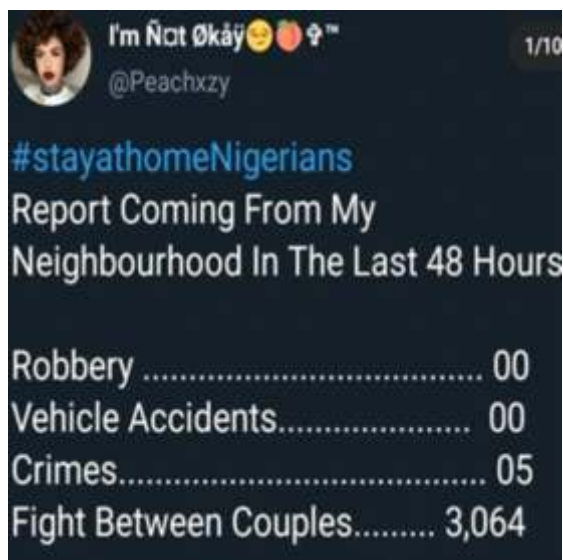 I'm Ñ¤t Økåÿ😔🍑✞™
1/10
@Peachxzy
#stayathomeNigerians
Report Coming From My
Neighbourhood In The Last 48 Hours
Robbery ..................................... 00
Vehicle Accidents..................... 00
Crimes......................................... 05
Fight Between Couples......... 3,064